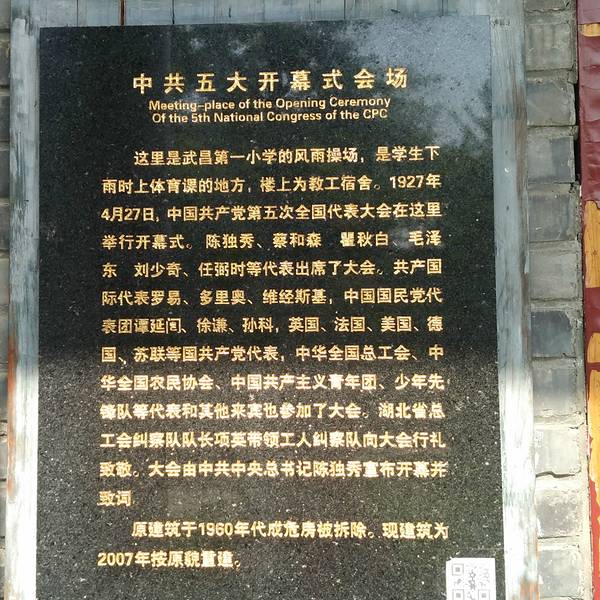 中共五大开幕式会场
Meeting-place of the Opening Ceremony
Of the 5th National Congress of the CPC
这里是武昌第一小学的风雨操场，是学生下
雨时上体育课的地方，楼上为教工宿舍。1927年
4月27日，中国共产党第五次全国代表大会在这里
举行开幕式。陈独秀、蔡和森 瞿秋白、毛泽
东 刘少奇、任弼时等代表出席了大会。共产国
际代表罗易、多里奥、维经斯基，中国国民党代
表团谭延闿、徐谦、孙科，英国、法国、美国、德
国、苏联等国共产党代表，中华全国总工会、中
华全国农民协会、中国共产主义青年团、少年先
锋队等代表和其他来宾也参加了大会。湖北省总
工会纠察队队长项英带领工人纠察队向大会行礼
致敬。大会由中共中央总书记陈独秀宣布开幕并
致词
原建筑于1960年代成危房被拆除。现建筑为
2007年按原貌重建。